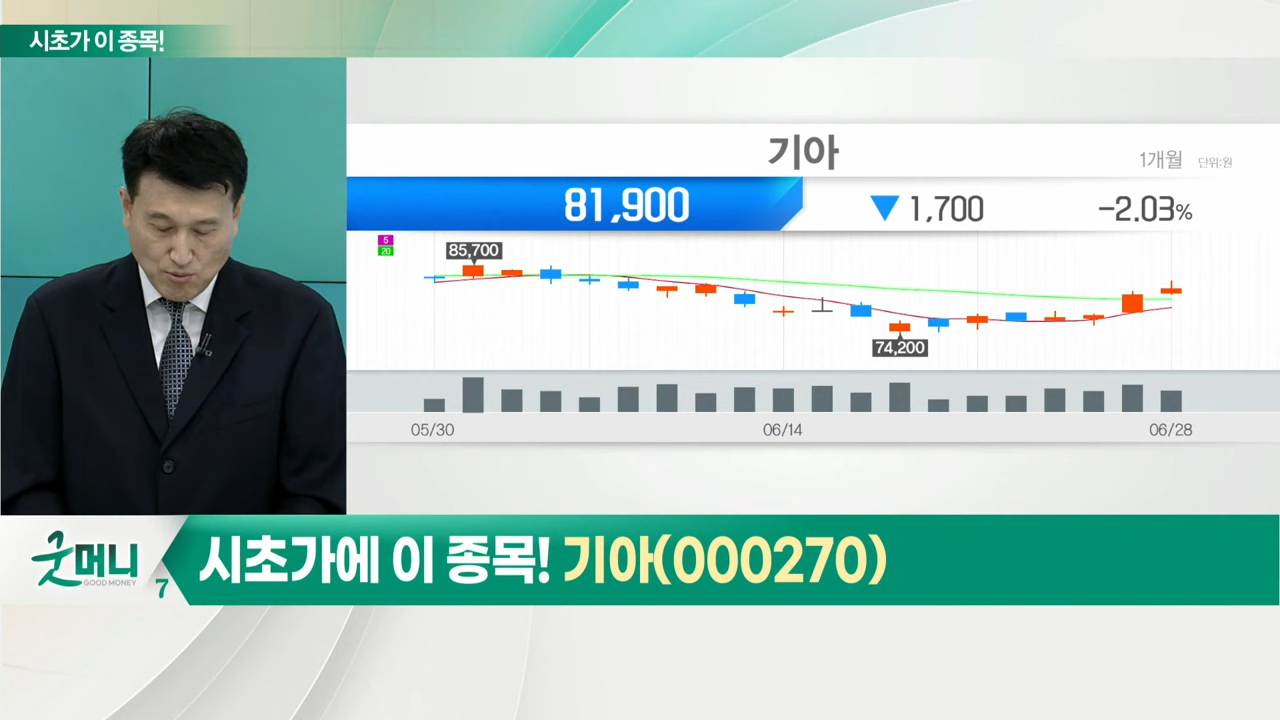 시초가 이 종목!
기아
1개월 단위:원
81,900 ▼ 1,700 -2.03%
5
20
85,700
74,200
05/30 06/14 06/28
굿머니 GOOD MONEY 7
시초가에 이 종목! 기아(000270)